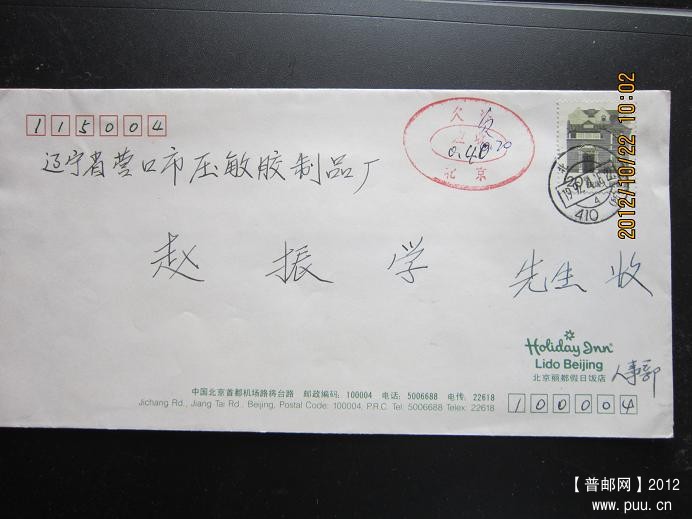 115004
欠资
0.40
北京
辽宁省营口市压敏胶制品厂
赵振学 先生 收
Holiday Inn
Lido Beijing
北京丽都假日饭店
人事部
中国北京首都机场路将台路 邮政编码: 100004 电话: 5006688 电传: 22618
Jichang Rd., Jiang Tai Rd., Beijing, Postal Code: 100004, P.R.C. Tel: 5006688 Telex: 22618
100004
410
2012/10/22 10:02
【普邮网】2012
www.puu.cn